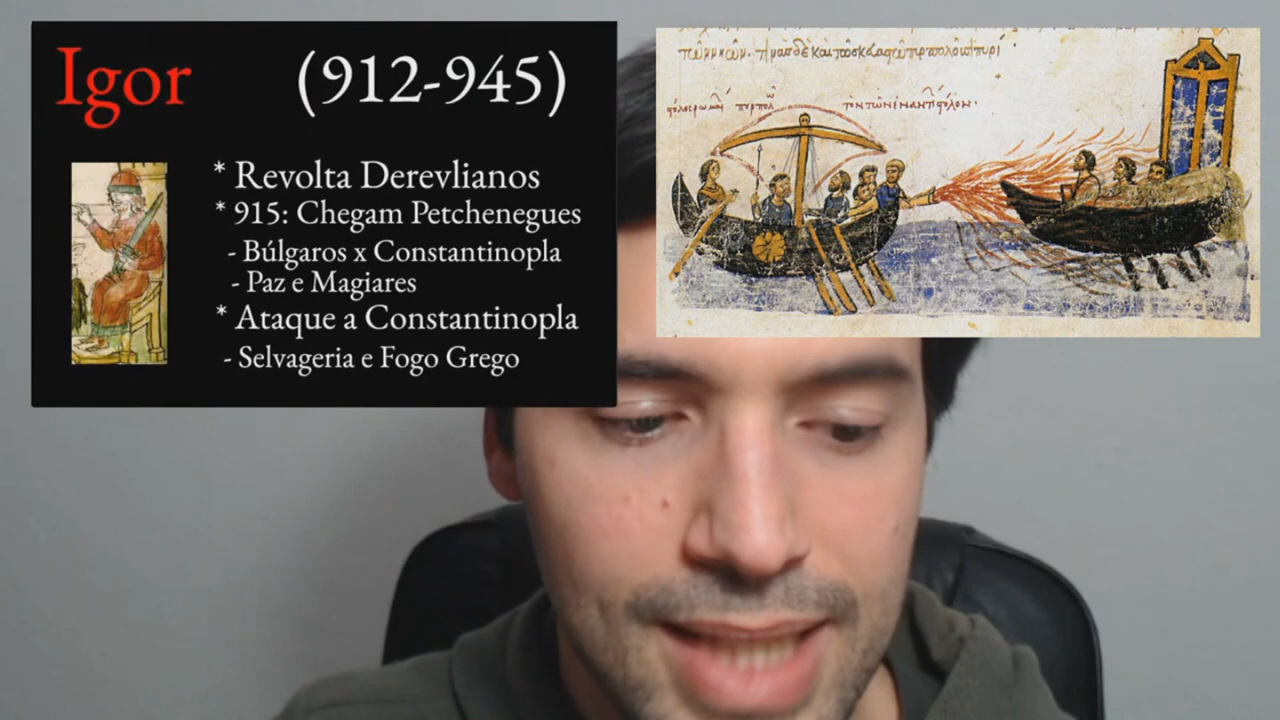 Igor (912-945)
* Revolta Derevlianos
* 915: Chegam Petchenegues
- Búlgaros x Constantinopla
- Paz e Magiares
* Ataque a Constantinopla
- Selvageria e Fogo Grego